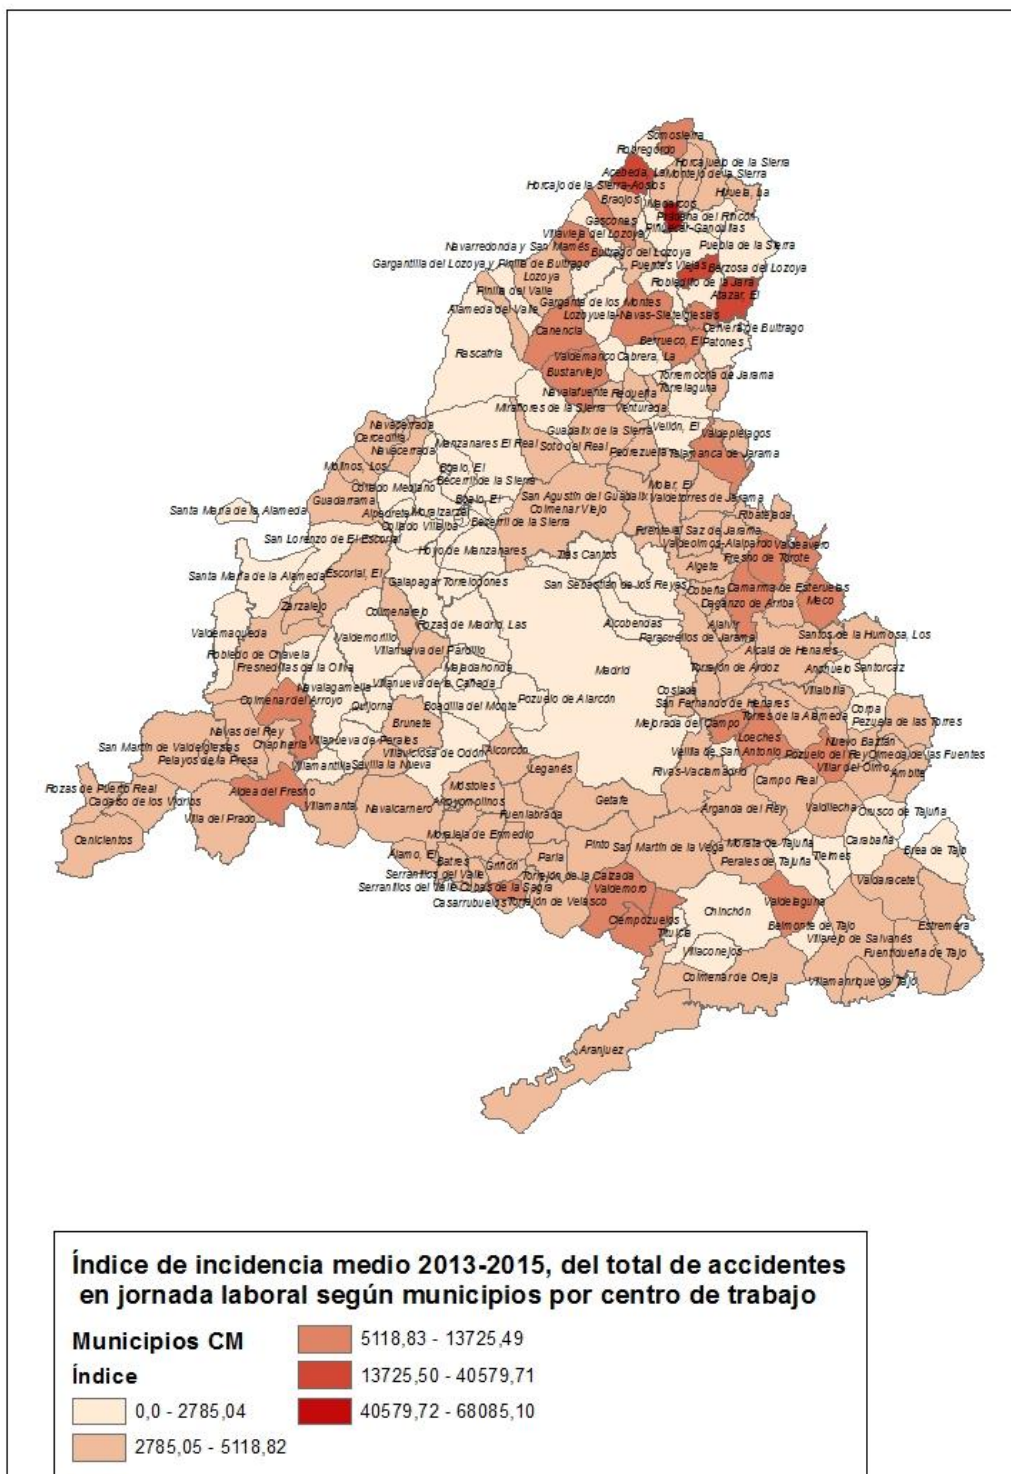 Somosierra
Robregordo
Horcajuelo de la Sierra
Acebeda, La
Montejo de la Sierra
Horcajo de la Sierra-Aoslos
Hiruela, La
Braojos
Madarcos
Gascones
Prádena del Rincón
Piñuecar-Gandullas
Villavieja del Lozoya
Navarredonda y San Mamés
Buitrago del Lozoya
Puebla de la Sierra
Gargantilla del Lozoya y Pinilla de Buitrago
Puentes Viejas
Berzosa del Lozoya
Lozoya
Robledillo de la Jara
Pinilla del Valle
Atazar, El
Alameda del Valle
Garganta de los Montes
Lozoyuela-Navas-Sieteiglesias
Canencia
Cervera de Buitrago
Berrueco, El
Patones
Rascafría
Valdemanco
Cabrera, La
Bustarviejo
Torremocha de Jarama
Navalafuente
Redueña
Torrelaguna
Miraflores de la Sierra
Venturada
Navacerrada
Guadalix de la Sierra
Vellón, El
Valdepiélagos
Cercedilla
Manzanares El Real
Soto del Real
Navacerrada
Pedrezuela
Talamanca de Jarama
Molinos, Los
Boalo, El
Collado Mediano
Becerril de la Sierra
Molar, El
Guadarrama
Boalo, El
San Agustín del Guadalix
Valdetorres de Jarama
Santa María de la Alameda
Alpedrete
Moralzarzal
Colmenar Viejo
Ribatejada
Collado Villalba
Becerril de la Sierra
Fuente el Saz de Jarama
San Lorenzo de El Escorial
Valdeolmos-Alalpardo
Valdeavero
Hoyo de Manzanares
Tres Cantos
Fresno de Torote
Santa María de la Alameda
Escorial, El
Algete
Galapagar
Torrelodones
San Sebastián de los Reyes
Cobeña
Camarma de Esteruelas
Zarzalejo
Colmenarejo
Daganzo de Arriba
Meco
Rozas de Madrid, Las
Alcobendas
Ajalvir
Valdemaqueda
Valdemorillo
Paracuellos de Jarama
Santos de la Humosa, Los
Robledo de Chavela
Villanueva del Pardillo
Alcalá de Henares
Fresnedillas de la Oliva
Majadahonda
Madrid
Torrejón de Ardoz
Anchuelo
Santorcaz
Navalagamella
Villanueva de la Cañada
Coslada
Villalbilla
Colmenar del Arroyo
Quijorna
Boadilla del Monte
Pozuelo de Alarcón
San Fernando de Henares
Corpa
Navas del Rey
Brunete
Mejorada del Campo
Torres de la Alameda
Pezuela de las Torres
Chapinería
Villanueva de Perales
Loeches
Nuevo Baztán
San Martín de Valdeiglesias
Villaviciosa de Odón
Alcorcón
Velilla de San Antonio
Pozuelo del Rey
Olmeda de las Fuentes
Pelayos de la Presa
Villamantilla
Sevilla la Nueva
Leganés
Rivas-Vaciamadrid
Villar del Olmo
Ambite
Rozas de Puerto Real
Aldea del Fresno
Móstoles
Campo Real
Cadalso de los Vidrios
Villamanta
Navalcarnero
Arroyomolinos
Getafe
Arganda del Rey
Valdilecha
Orusco de Tajuña
Villa del Prado
Fuenlabrada
Cenicientos
Moraleja de Enmedio
Pinto
San Martín de la Vega
Morata de Tajuña
Carabaña
Brea de Tajo
Álamo, El
Batres
Griñón
Parla
Perales de Tajuña
Tielmes
Serranillos del Valle
Torrejón de la Calzada
Valdaracete
Serranillos del Valle
Cubas de la Sagra
Valdemoro
Casarrubuelos
Torrejón de Velasco
Chinchón
Valdelaguna
Ciempozuelos
Belmonte de Tajo
Estremera
Titulcia
Villarejo de Salvanés
Villaconejos
Fuentidueña de Tajo
Colmenar de Oreja
Villamanrique de Tajo
Aranjuez
Índice de incidencia medio 2013-2015, del total de accidentes
en jornada laboral según municipios por centro de trabajo
Municipios CM
Índice
0,0 - 2785,04
2785,05 - 5118,82
5118,83 - 13725,49
13725,50 - 40579,71
40579,72 - 68085,10